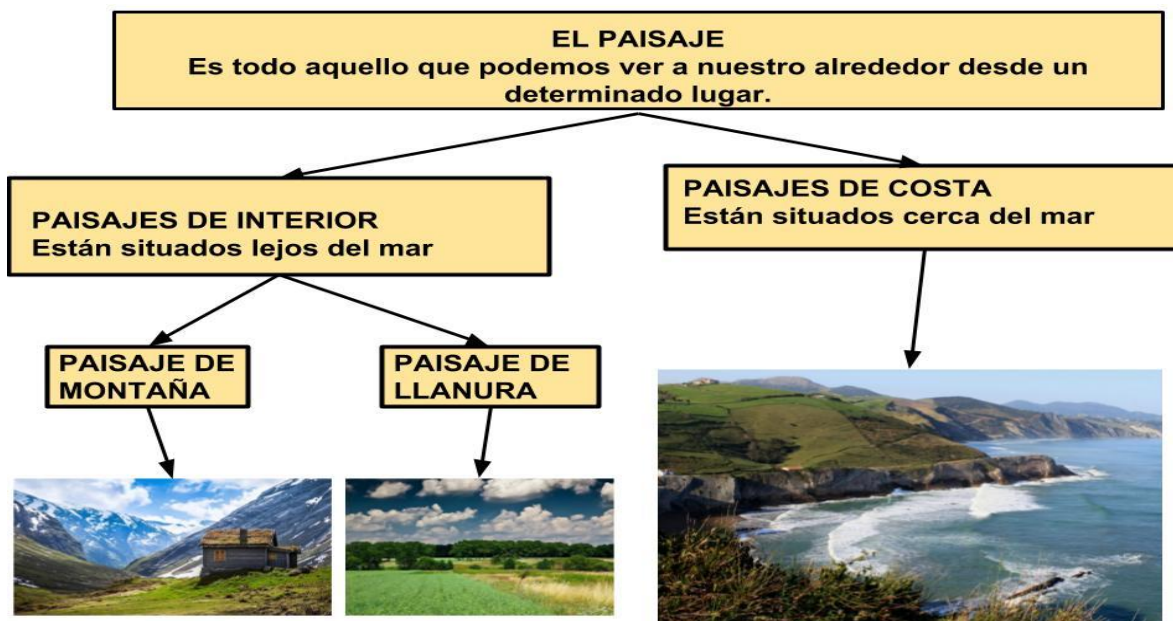 EL PAISAJE
Es todo aquello que podemos ver a nuestro alrededor desde un
determinado lugar.
PAISAJES DE INTERIOR
Están situados lejos del mar
PAISAJES DE COSTA
Están situados cerca del mar
PAISAJE DE
MONTAÑA
PAISAJE DE
LLANURA